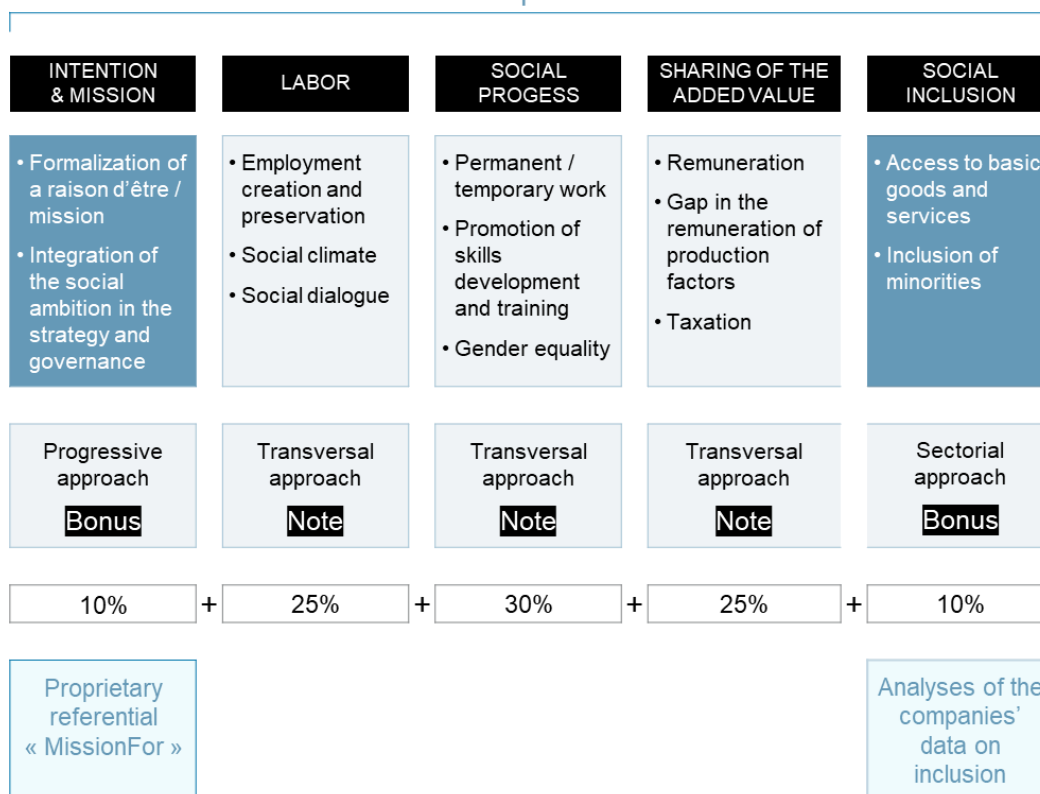 INTENTION
& MISSION
LABOR
SOCIAL
PROGESS
SHARING OF THE
ADDED VALUE
SOCIAL
INCLUSION
• Formalization of
a raison d’être /
mission
• Integration of
the social
ambition in the
strategy and
governance
• Employment
creation and
preservation
• Social climate
• Social dialogue
• Permanent /
temporary work
• Promotion of
skills
development
and training
• Gender equality
• Remuneration
• Gap in the
remuneration of
production
factors
• Taxation
• Access to basic
goods and
services
• Inclusion of
minorities
Progressive
approach
Bonus
Transversal
approach
Note
Transversal
approach
Note
Transversal
approach
Note
Sectorial
approach
Bonus
10% + 25% + 30% + 25% + 10%
Proprietary
referential
« MissionFor »
Analyses of the
companies’
data on
inclusion